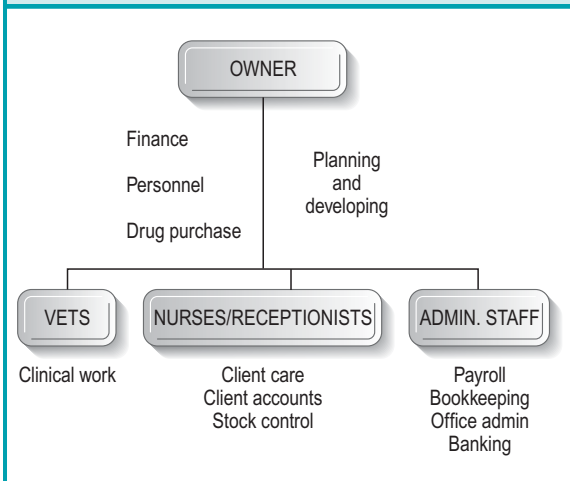 OWNER
Finance
Personnel
Drug purchase
Planning
and
developing
VETS
NURSES/RECEPTIONISTS
ADMIN. STAFF
Clinical work
Client care
Client accounts
Stock control
Payroll
Bookkeeping
Office admin
Banking